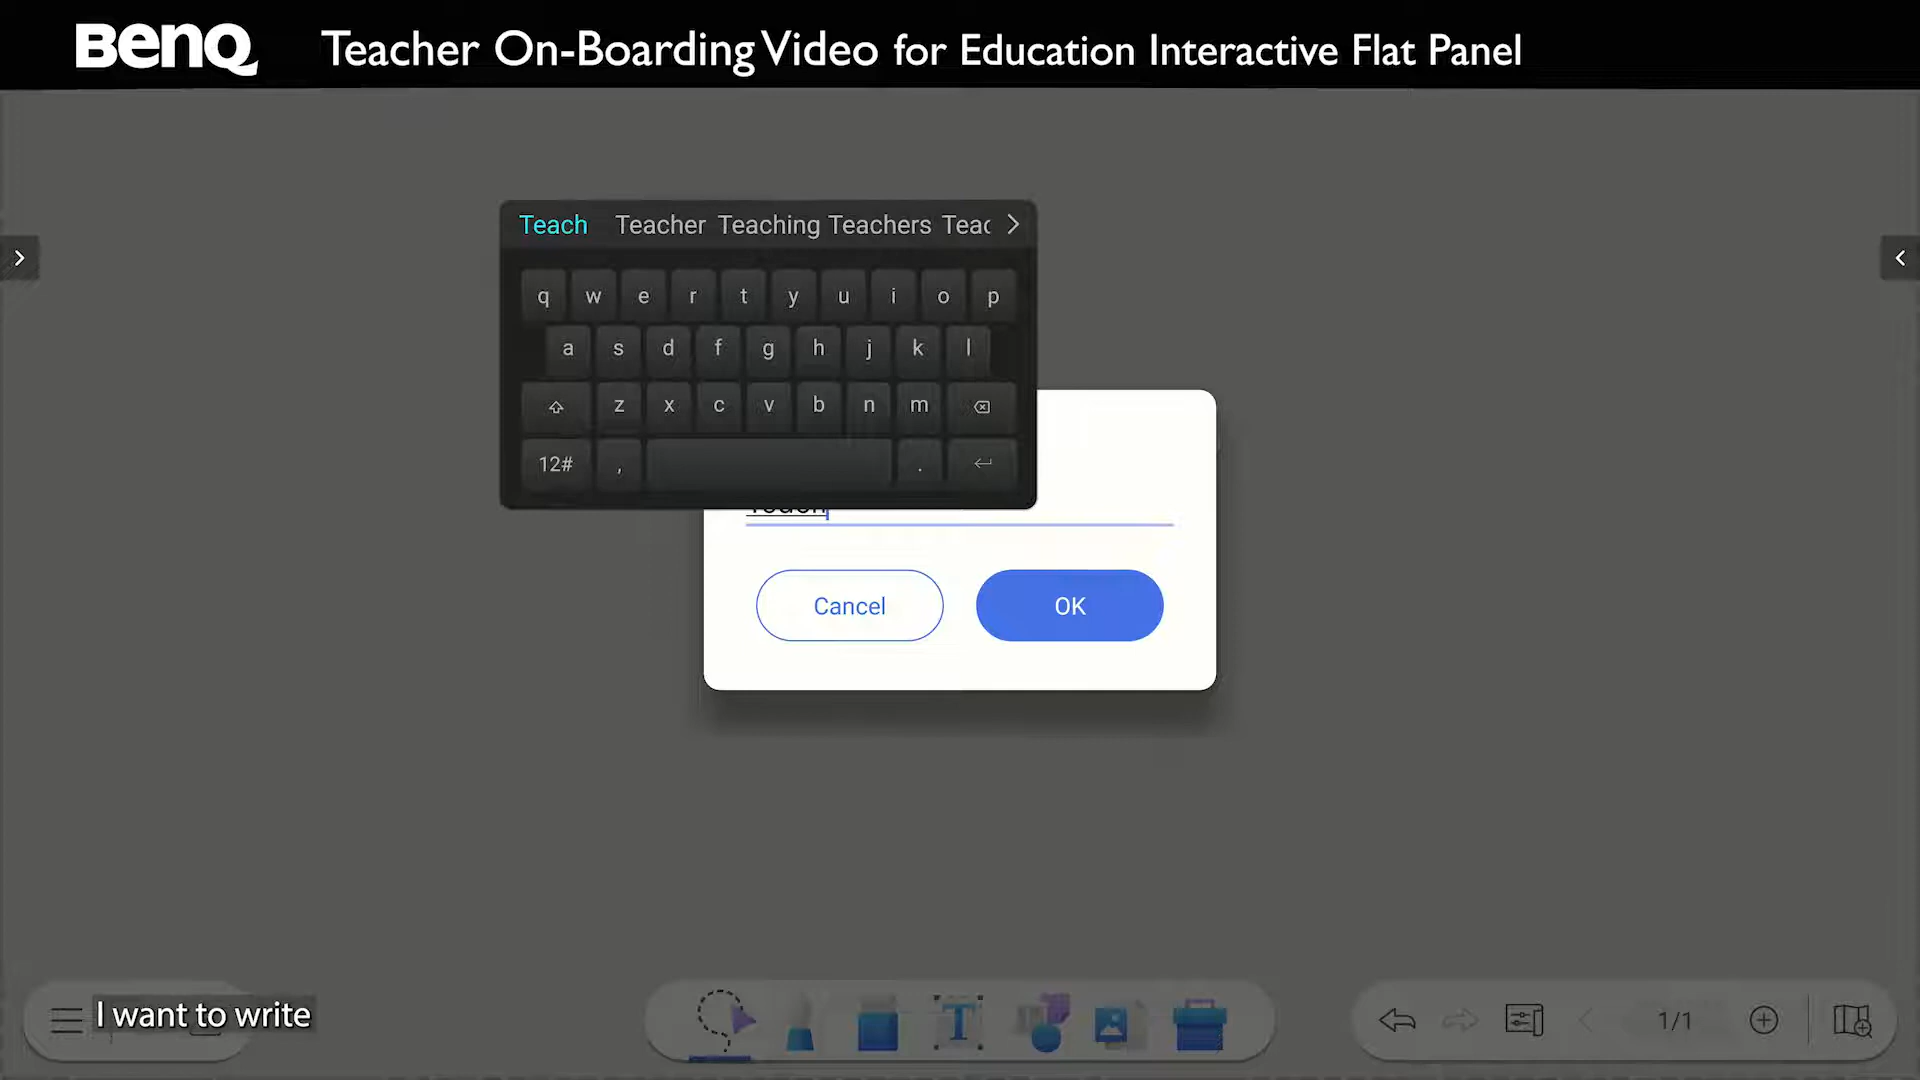 BenQ Teacher On-Boarding Video for Education Interactive Flat Panel
Teach Teacher Teaching Teachers Teac
q w e r t y u i o p
a s d f g h j k l
z x c v b n m
12# , .
Teach
Cancel OK
I want to write
T
1/1